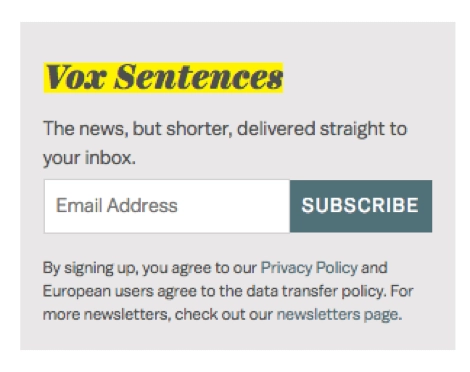 Vox Sentences
The news, but shorter, delivered straight to
your inbox.
Email Address
SUBSCRIBE
By signing up, you agree to our Privacy Policy and
European users agree to the data transfer policy. For
more newsletters, check out our newsletters page.